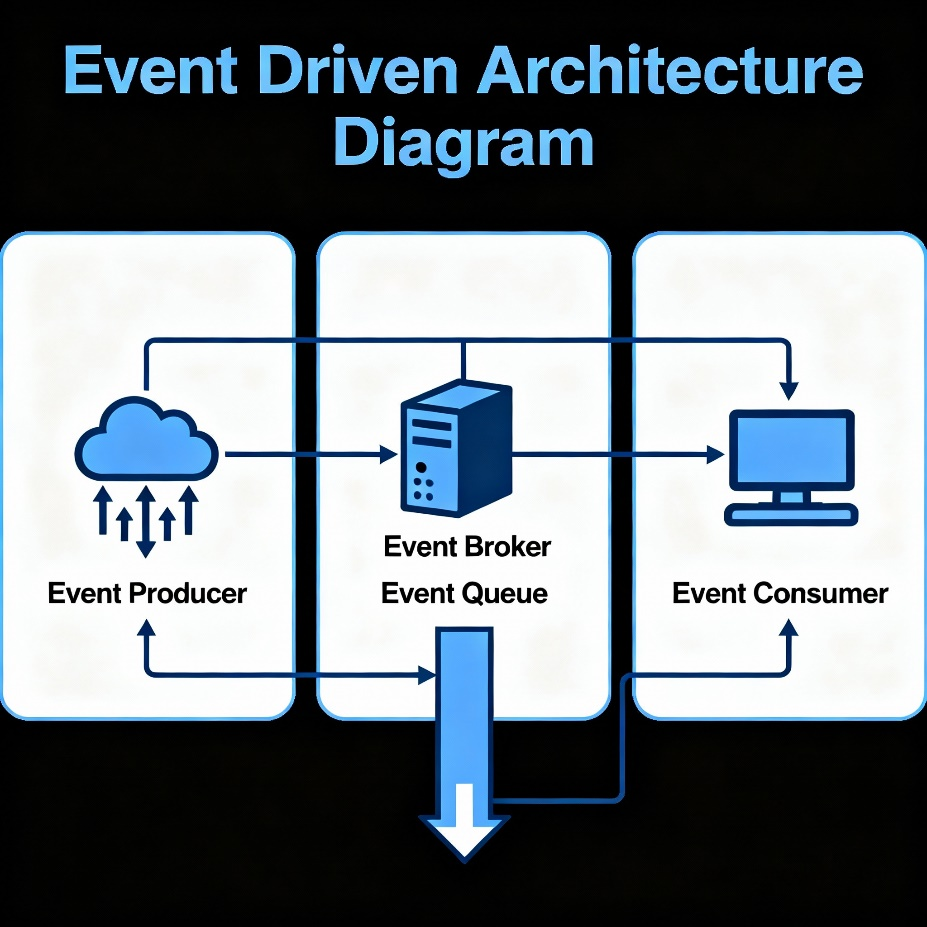 Event Driven Architecture
Diagram
Event Producer
Event Broker
Event Queue
Event Consumer